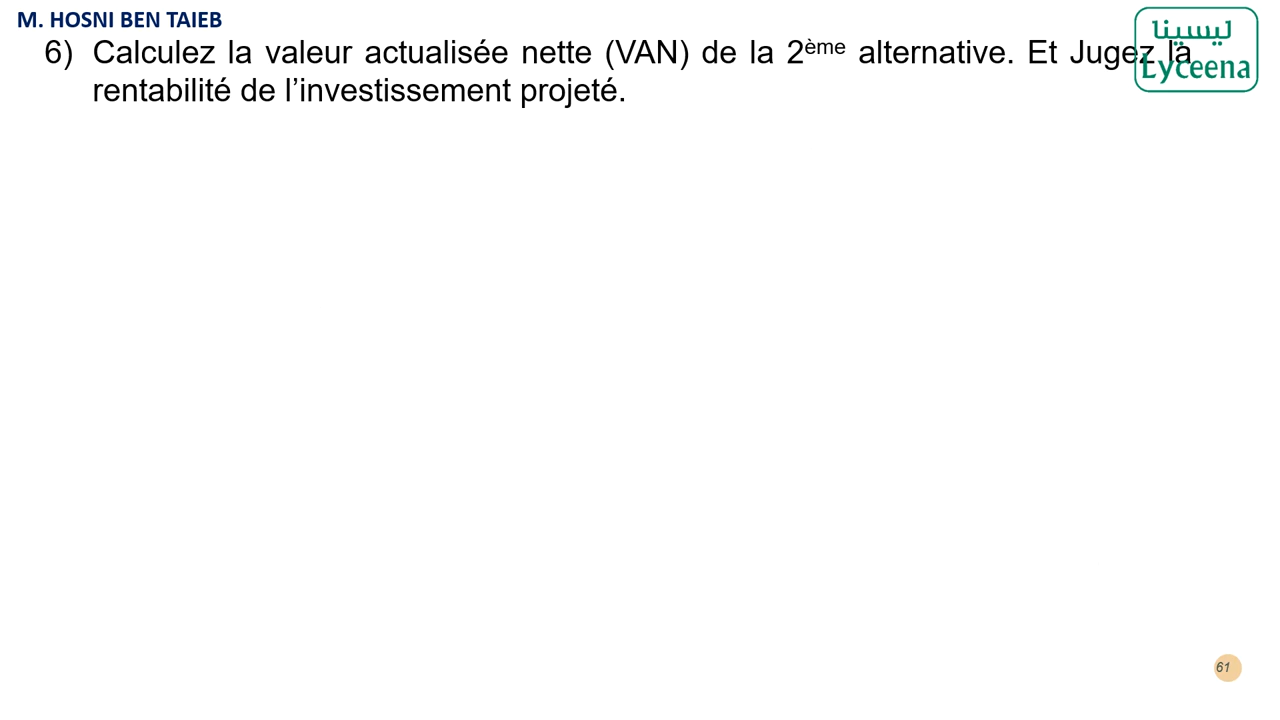 M. HOSNI BEN TAIEB
ليسينا
Lyceena
6) Calculez la valeur actualisée nette (VAN) de la 2ème alternative. Et Jugez la
rentabilité de l’investissement projeté.
61